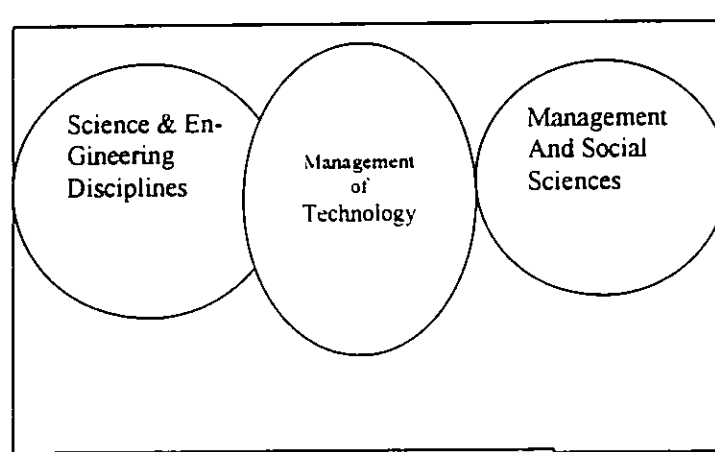 Science & En-
Gineering
Disciplines
Management
of
Technology
Management
And Social
Sciences